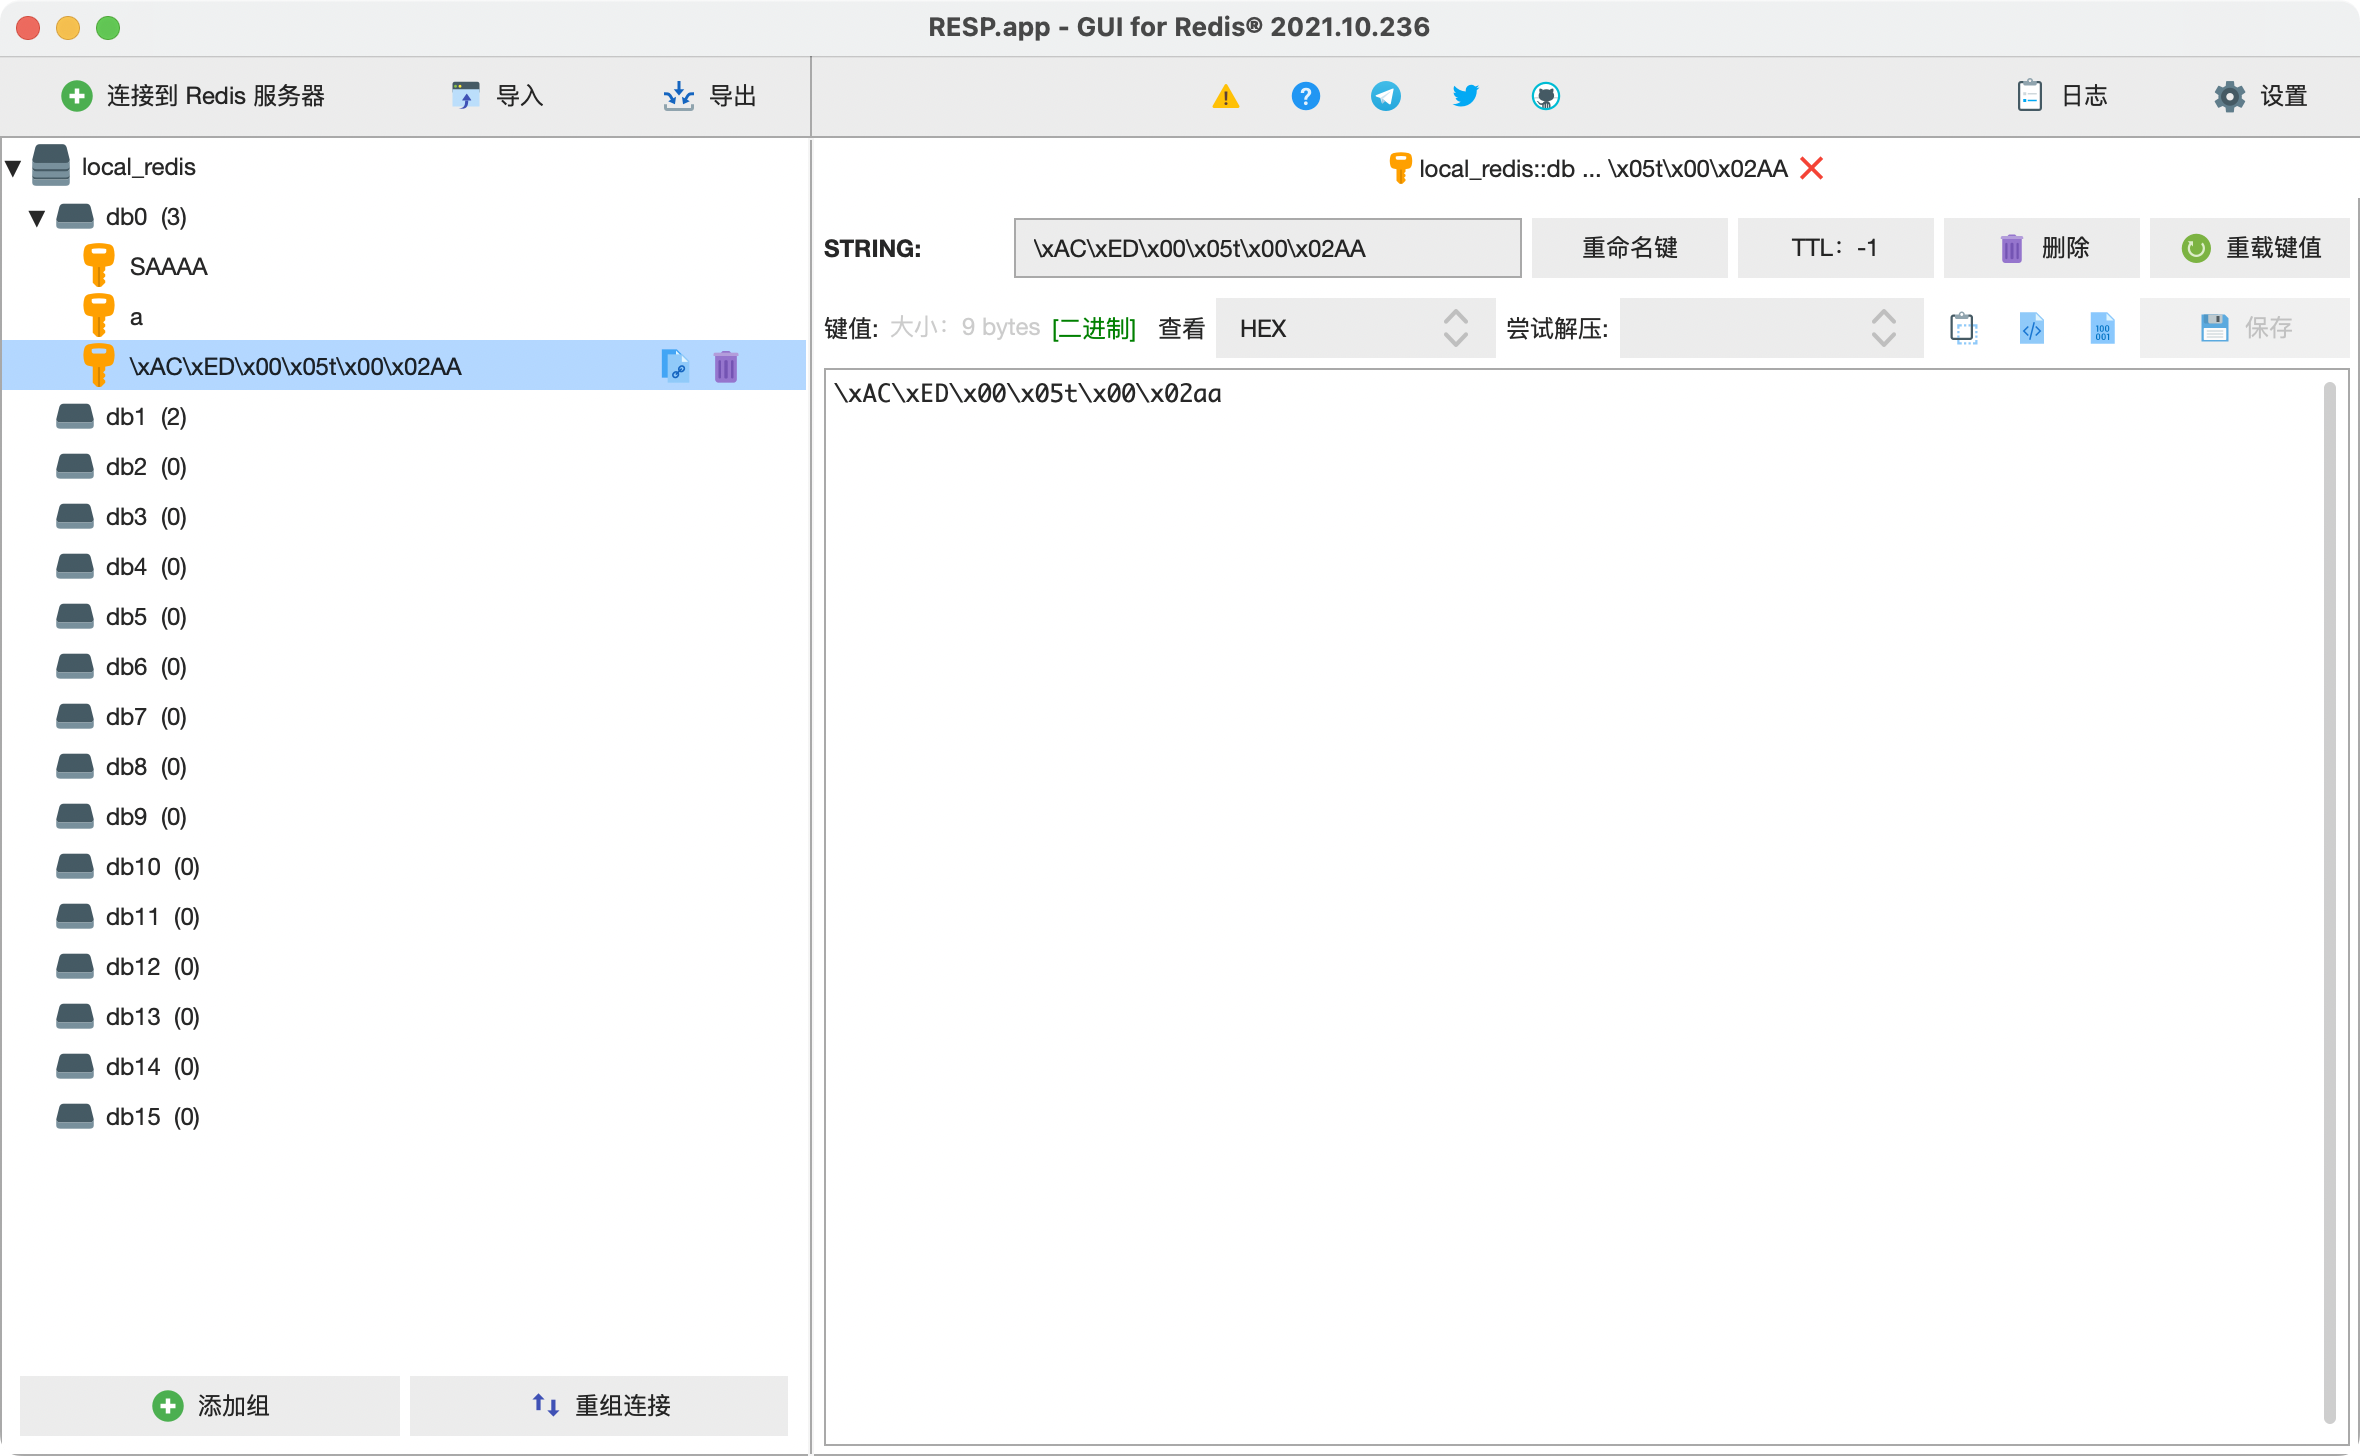 RESP.app - GUI for Redis® 2021.10.236
连接到 Redis 服务器 导入 导出 日志 设置
local_redis
db0 (3)
SAAAA
a
\xAC\xED\x00\x05t\x00\x02AA
db1 (2)
db2 (0)
db3 (0)
db4 (0)
db5 (0)
db6 (0)
db7 (0)
db8 (0)
db9 (0)
db10 (0)
db11 (0)
db12 (0)
db13 (0)
db14 (0)
db15 (0)
添加组 重组连接
local_redis::db ... \x05t\x00\x02AA
STRING: \xAC\xED\x00\x05t\x00\x02AA 重命名键 TTL：-1 删除 重载键值
键值: 大小：9 bytes [二进制] 查看 HEX 尝试解压: 保存
\xAC\xED\x00\x05t\x00\x02aa